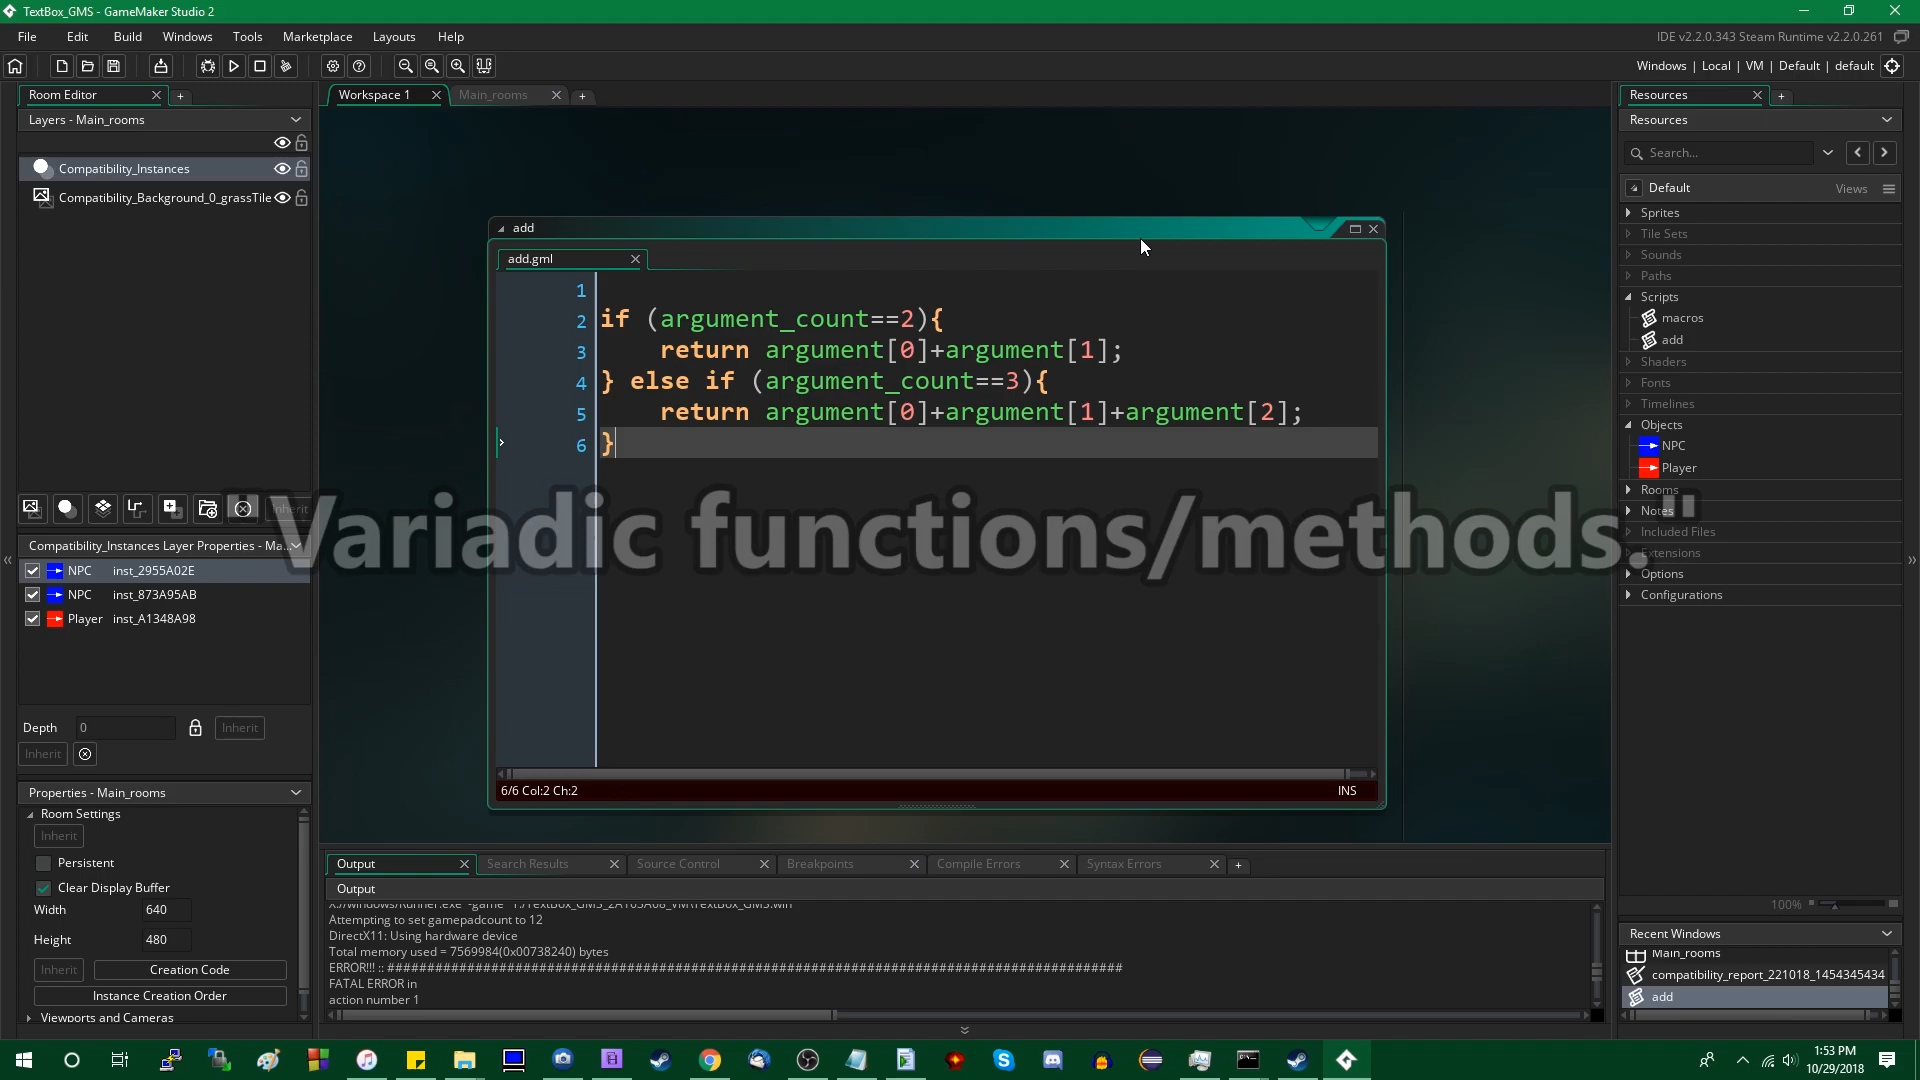 TextBox_GMS - GameMaker Studio 2
File Edit Build Windows Tools Marketplace Layouts Help
IDE v2.2.0.343 Steam Runtime v2.2.0.261
Windows | Local | VM | Default | default
Room Editor
Layers - Main_rooms
Compatibility_Instances
Compatibility_Background_0_grassTile
Inherit
Compatibility_Instances Layer Properties - Ma...
NPC inst_2955A02E
NPC inst_873A95AB
Player inst_A1348A98
Depth 0 Inherit
Inherit
Properties - Main_rooms
Room Settings
Inherit
Persistent
Clear Display Buffer
Width 640
Height 480
Inherit Creation Code
Instance Creation Order
Viewports and Cameras
Workspace 1 Main_rooms
add
add.gml
1
2 if (argument_count==2){
3 return argument[0]+argument[1];
4 } else if (argument_count==3){
5 return argument[0]+argument[1]+argument[2];
6 }
"Variadic functions/methods."
6/6 Col:2 Ch:2 INS
Output Search Results Source Control Breakpoints Compile Errors Syntax Errors
Output
Attempting to set gamepadcount to 12
DirectX11: Using hardware device
Total memory used = 7569984(0x00738240) bytes
ERROR!!! :: ############################################################################################
FATAL ERROR in
action number 1
Resources
Resources
Search...
Default Views
Sprites
Tile Sets
Sounds
Paths
Scripts
macros
add
Shaders
Fonts
Timelines
Objects
NPC
Player
Rooms
Notes
Included Files
Extensions
Options
Configurations
100%
Recent Windows
Main_rooms
compatibility_report_221018_1454345434
add
1:53 PM
10/29/2018